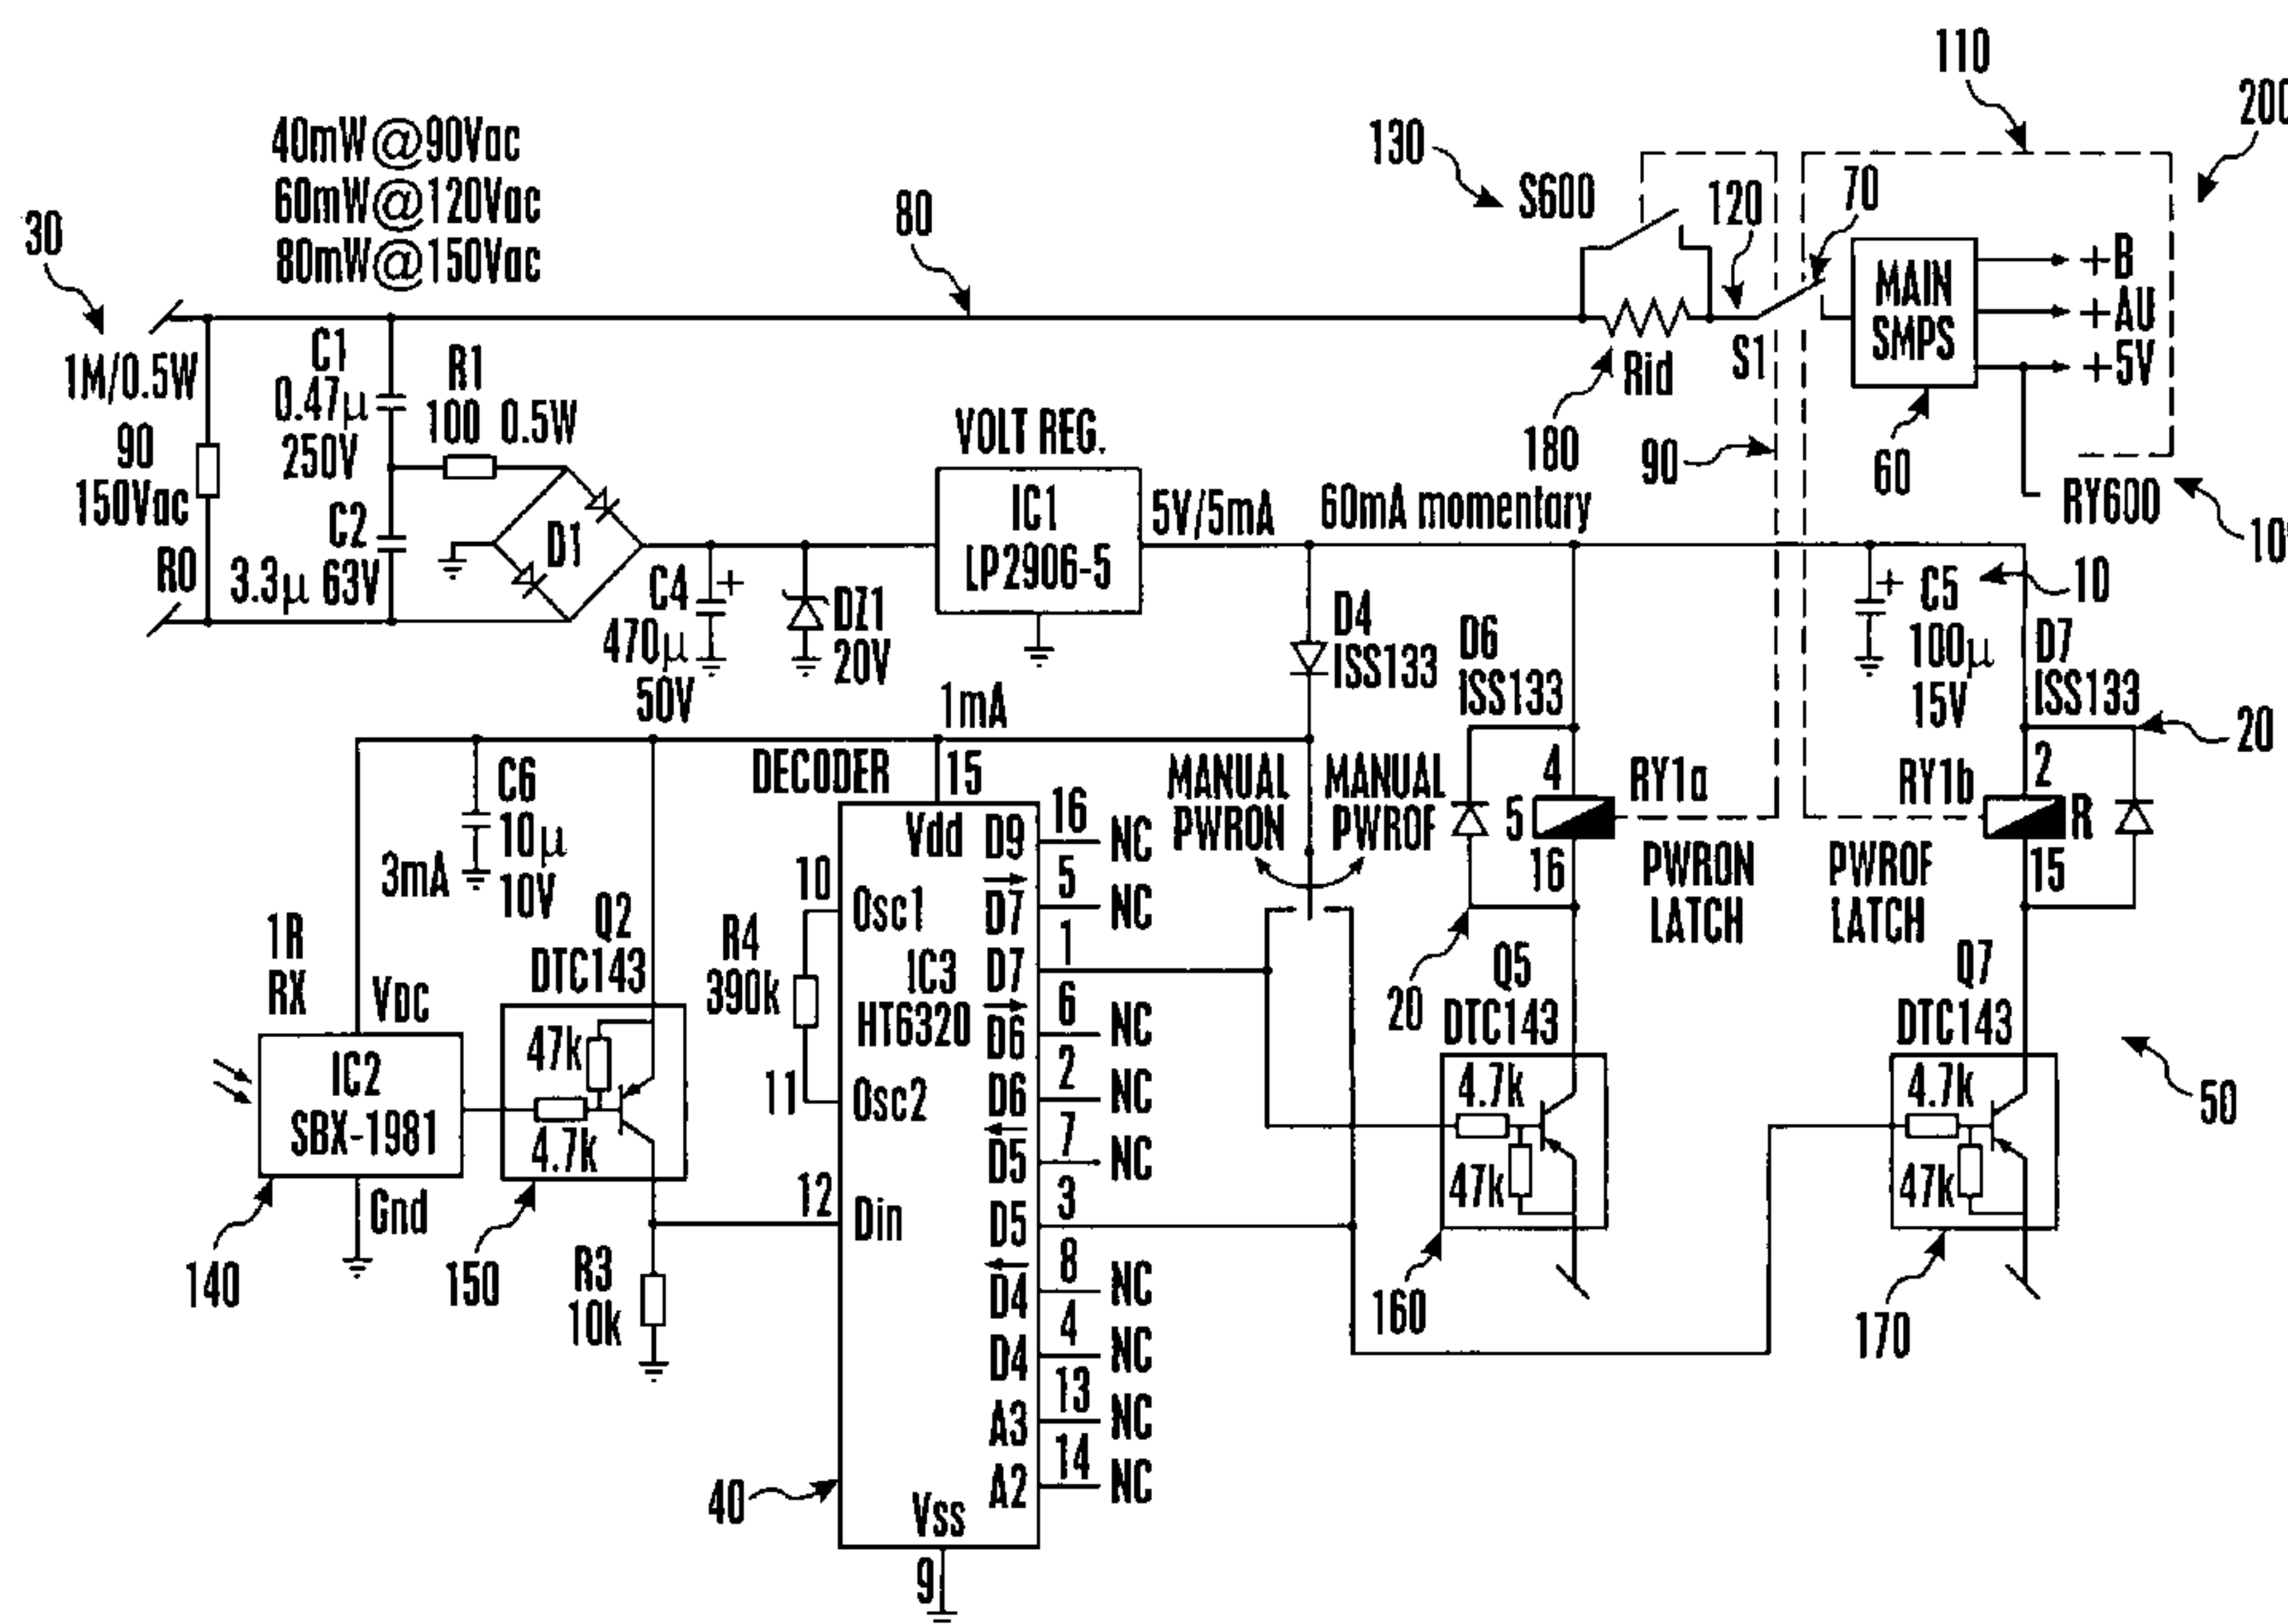 110
200
40mW@90Vac
60mW@120Vac
80mW@150Vac
30
80
130
S600
120
70
MAIN
SMPS
+B
+AU
+5V
1M/0.5W
90
150Vac
R0
C1
0.47µ
250V
R1
100 0.5W
C2
3.3µ 63V
D1
VOLT REG.
IC1
LP2906-5
5V/5mA
60mA momentary
Rid
180
S1
90
60
RY600
10
C4
470µ
50V
DZ1
20V
D4
ISS133
D6
ISS133
C5
100µ
15V
10
D7
ISS133
20
1mA
DECODER
15
C6
10µ
10V
3mA
MANUAL
PWRON
MANUAL
PWROF
4
5
16
RY1a
PWRON
LATCH
RY1b
PWROF
LATCH
2
R
15
1R
RX
VDC
Q2
DTC143
47k
4.7k
IC2
SBX-1981
Gnd
140
150
R3
10k
R4
390k
10
Osc1
11
Osc2
12
Din
Vdd
IC3
HT6320
D9 16 NC
D7 5 NC
D7 1
D6 6 NC
D6 2 NC
D5 7 NC
D5 3
D4 8 NC
D4 4 NC
A3 13 NC
A2 14 NC
Vss
9
40
20
Q5
DTC143
4.7k
47k
160
Q7
DTC143
4.7k
47k
170
50